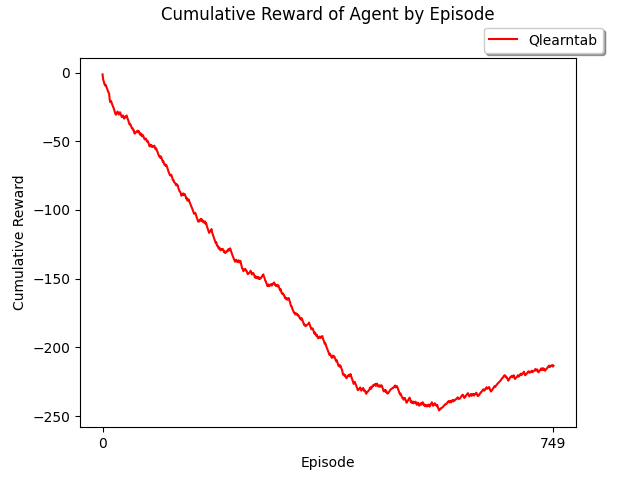 Cumulative Reward of Agent by Episode
Qlearntab
0
−50
−100
−150
−200
−250
Cumulative Reward
0
749
Episode